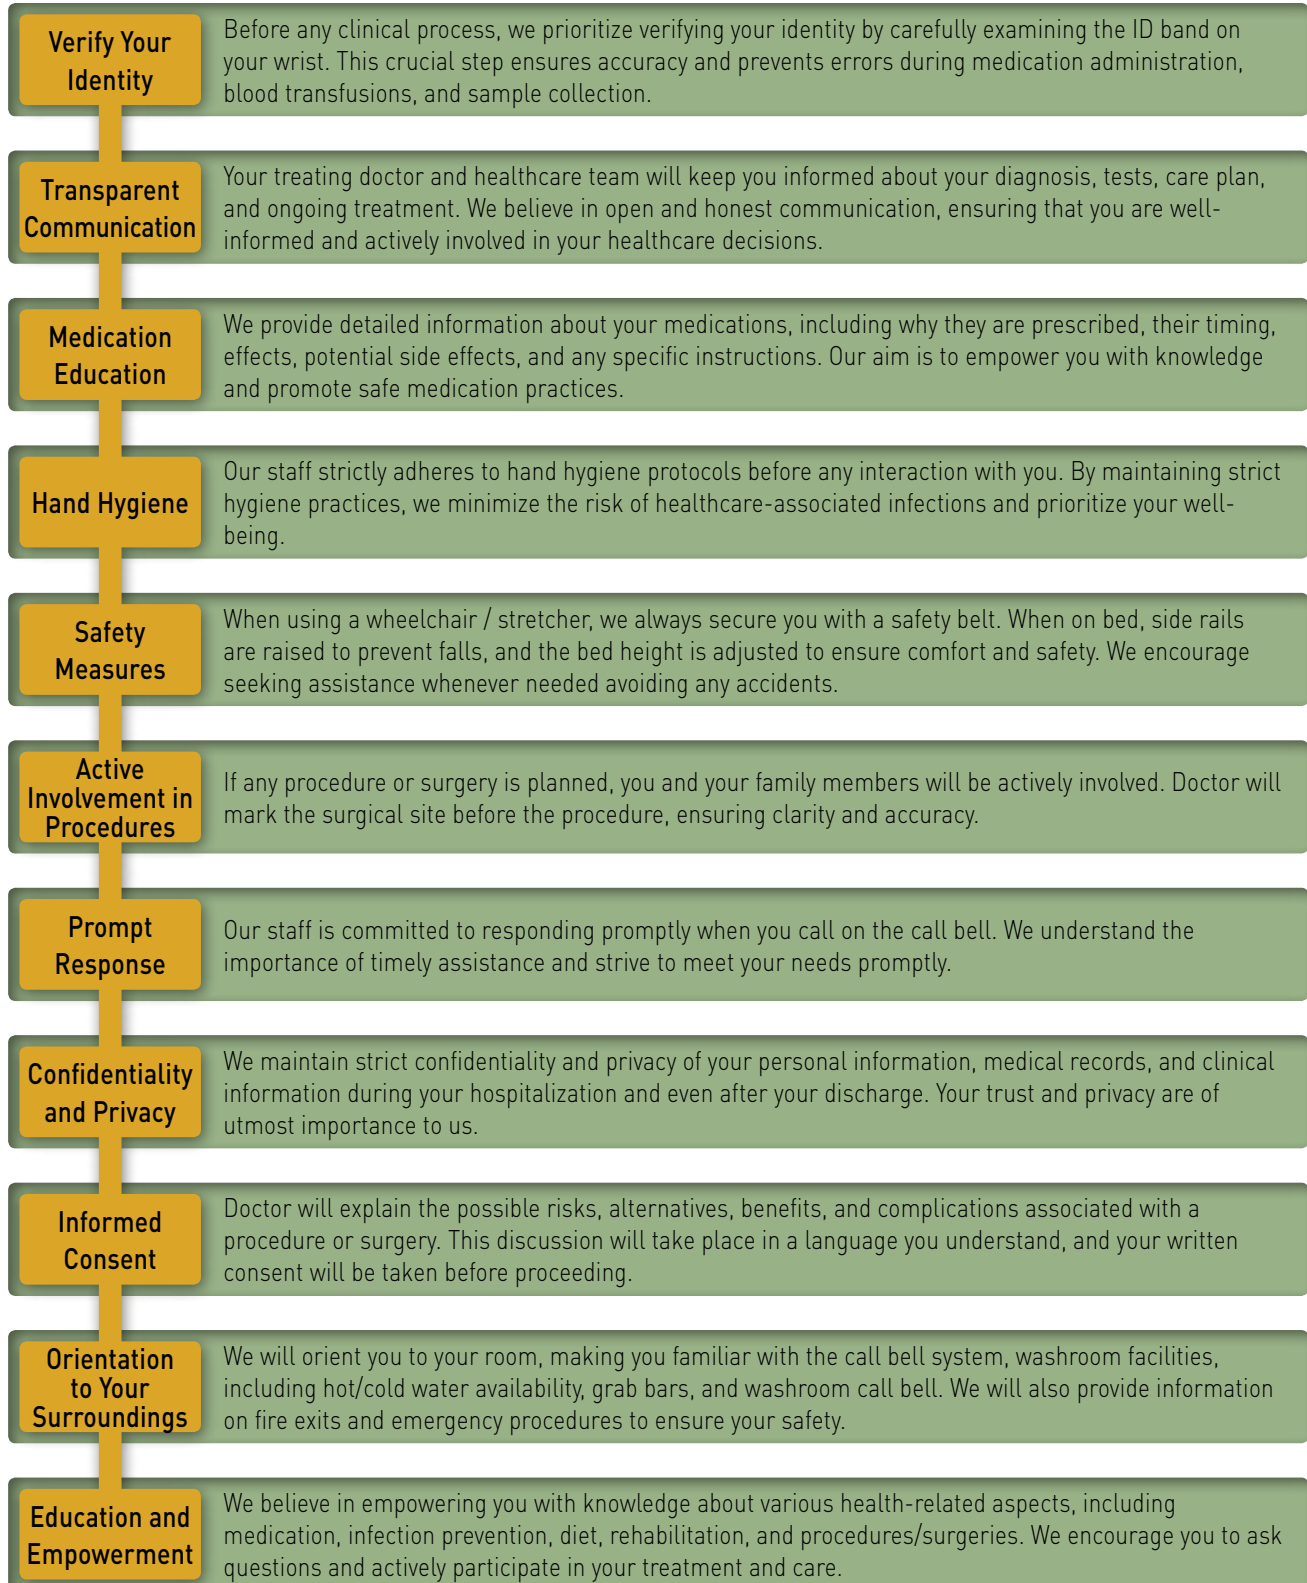 Verify Your
Identity
Before any clinical process, we prioritize verifying your identity by carefully examining the ID band on
your wrist. This crucial step ensures accuracy and prevents errors during medication administration,
blood transfusions, and sample collection.
Transparent
Communication
Your treating doctor and healthcare team will keep you informed about your diagnosis, tests, care plan,
and ongoing treatment. We believe in open and honest communication, ensuring that you are well-
informed and actively involved in your healthcare decisions.
Medication
Education
We provide detailed information about your medications, including why they are prescribed, their timing,
effects, potential side effects, and any specific instructions. Our aim is to empower you with knowledge
and promote safe medication practices.
Hand Hygiene
Our staff strictly adheres to hand hygiene protocols before any interaction with you. By maintaining strict
hygiene practices, we minimize the risk of healthcare-associated infections and prioritize your well-
being.
Safety
Measures
When using a wheelchair / stretcher, we always secure you with a safety belt. When on bed, side rails
are raised to prevent falls, and the bed height is adjusted to ensure comfort and safety. We encourage
seeking assistance whenever needed avoiding any accidents.
Active
Involvement in
Procedures
If any procedure or surgery is planned, you and your family members will be actively involved. Doctor will
mark the surgical site before the procedure, ensuring clarity and accuracy.
Prompt
Response
Our staff is committed to responding promptly when you call on the call bell. We understand the
importance of timely assistance and strive to meet your needs promptly.
Confidentiality
and Privacy
We maintain strict confidentiality and privacy of your personal information, medical records, and clinical
information during your hospitalization and even after your discharge. Your trust and privacy are of
utmost importance to us.
Informed
Consent
Doctor will explain the possible risks, alternatives, benefits, and complications associated with a
procedure or surgery. This discussion will take place in a language you understand, and your written
consent will be taken before proceeding.
Orientation
to Your
Surroundings
We will orient you to your room, making you familiar with the call bell system, washroom facilities,
including hot/cold water availability, grab bars, and washroom call bell. We will also provide information
on fire exits and emergency procedures to ensure your safety.
Education and
Empowerment
We believe in empowering you with knowledge about various health-related aspects, including
medication, infection prevention, diet, rehabilitation, and procedures/surgeries. We encourage you to ask
questions and actively participate in your treatment and care.